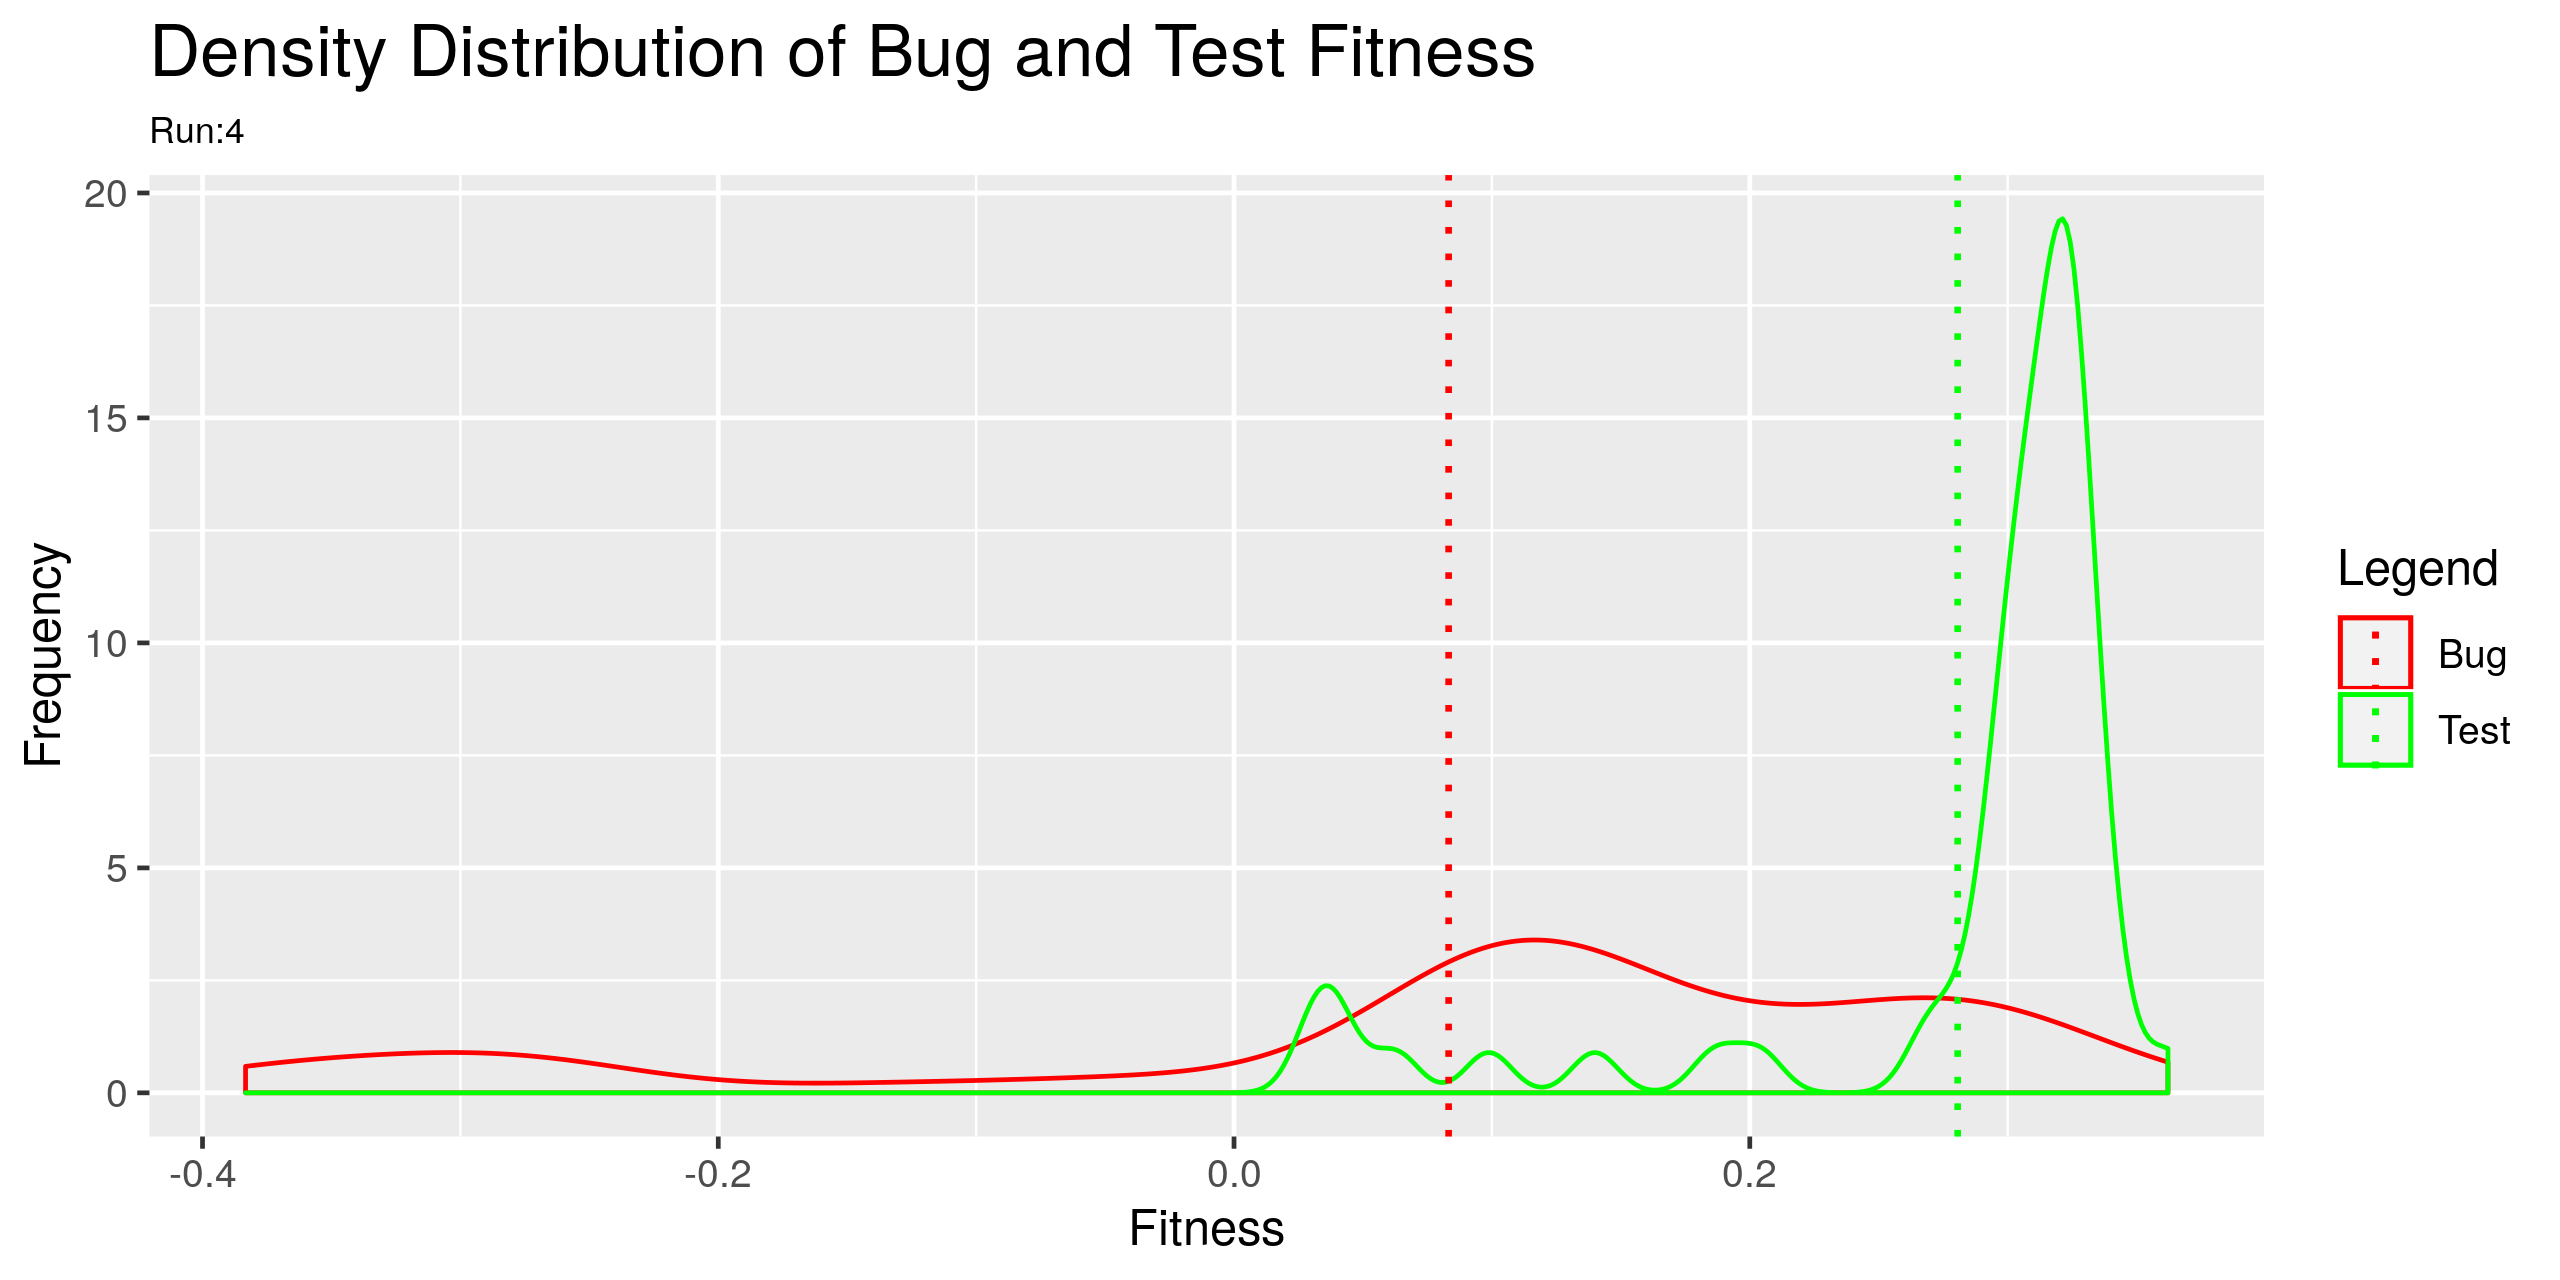 Density Distribution of Bug and Test Fitness
Run:4
20
15
10
5
0
Frequency
-0.4
-0.2
0.0
0.2
Fitness
Legend
Bug
Test